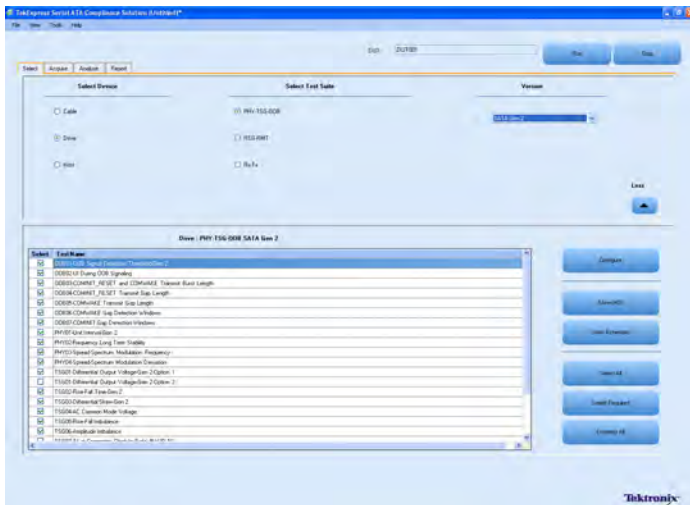 TekExpress Serial ATA Compliance Solution (Untitled)*
File View Tools Help
DUT001
Run
Stop
Select Acquire Analyze Report
Select Device
Select Test Suite
Version
Cable
Drive
Host
PHY-TSG-OOB
RSG-RMT
Rx-Tx
SATA Gen 2
Less
Drive : PHY-TSG-OOB SATA Gen 2
Select Test Name
OOB01-OOB Signal Detection Threshold-Gen 2
OOB02-UI During OOB Signaling
OOB03-COMINIT_RESET and COMWAKE Transmit Burst Length
OOB04-COMINIT_RESET Transmit Gap Length
OOB05-COMWAKE Transmit Gap Length
OOB06-COMWAKE Gap Detection Windows
OOB07-COMINIT Gap Detection Windows
PHY01-Unit Interval-Gen 2
PHY02-Frequency Long Term Stability
PHY03-Spread-Spectrum Modulation Frequency
PHY04-Spread-Spectrum Modulation Deviation
TSG01-Differential Output Voltage-Gen 2 Option 1
TSG01-Differential Output Voltage-Gen 2 Option 2
TSG02-Rise-Fall Time-Gen 2
TSG03-Differential Skew-Gen 2
TSG04-AC Common Mode Voltage
TSG05-Rise-Fall Imbalance
TSG06-Amplitude Imbalance
Configure
Select All
Select Required
Tektronix